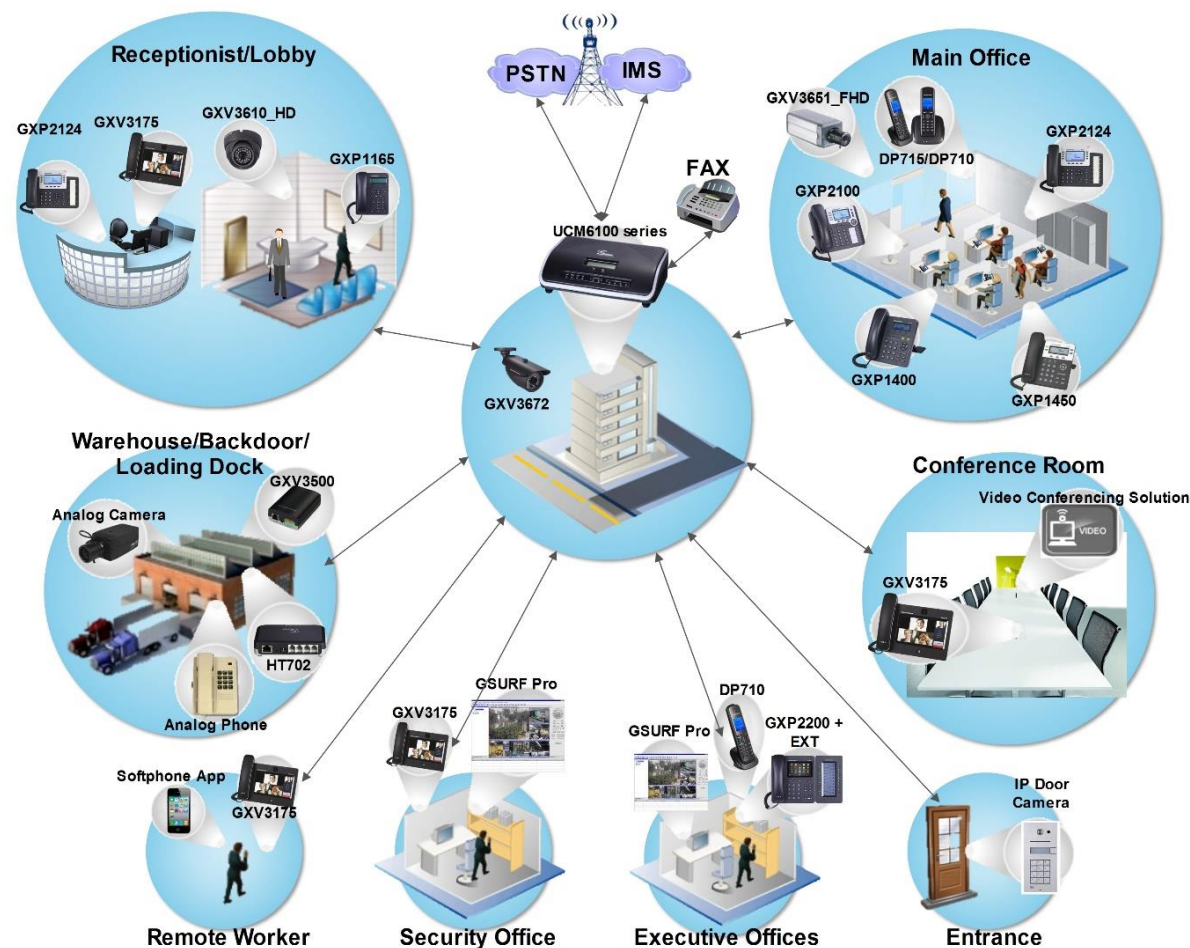 Receptionist/Lobby
GXP2124
GXV3175
GXV3610_HD
GXP1165
PSTN
IMS
FAX
UCM6100 series
GXV3672
Main Office
GXV3651_FHD
DP715/DP710
GXP2124
GXP2100
GXP1400
GXP1450
Warehouse/Backdoor/
Loading Dock
GXV3500
Analog Camera
HT702
Analog Phone
Conference Room
Video Conferencing Solution
VIDEO
GXV3175
Softphone App
GXV3175
Remote Worker
GXV3175
GSURF Pro
Security Office
GSURF Pro
DP710
GXP2200 +
EXT
Executive Offices
IP Door
Camera
Entrance